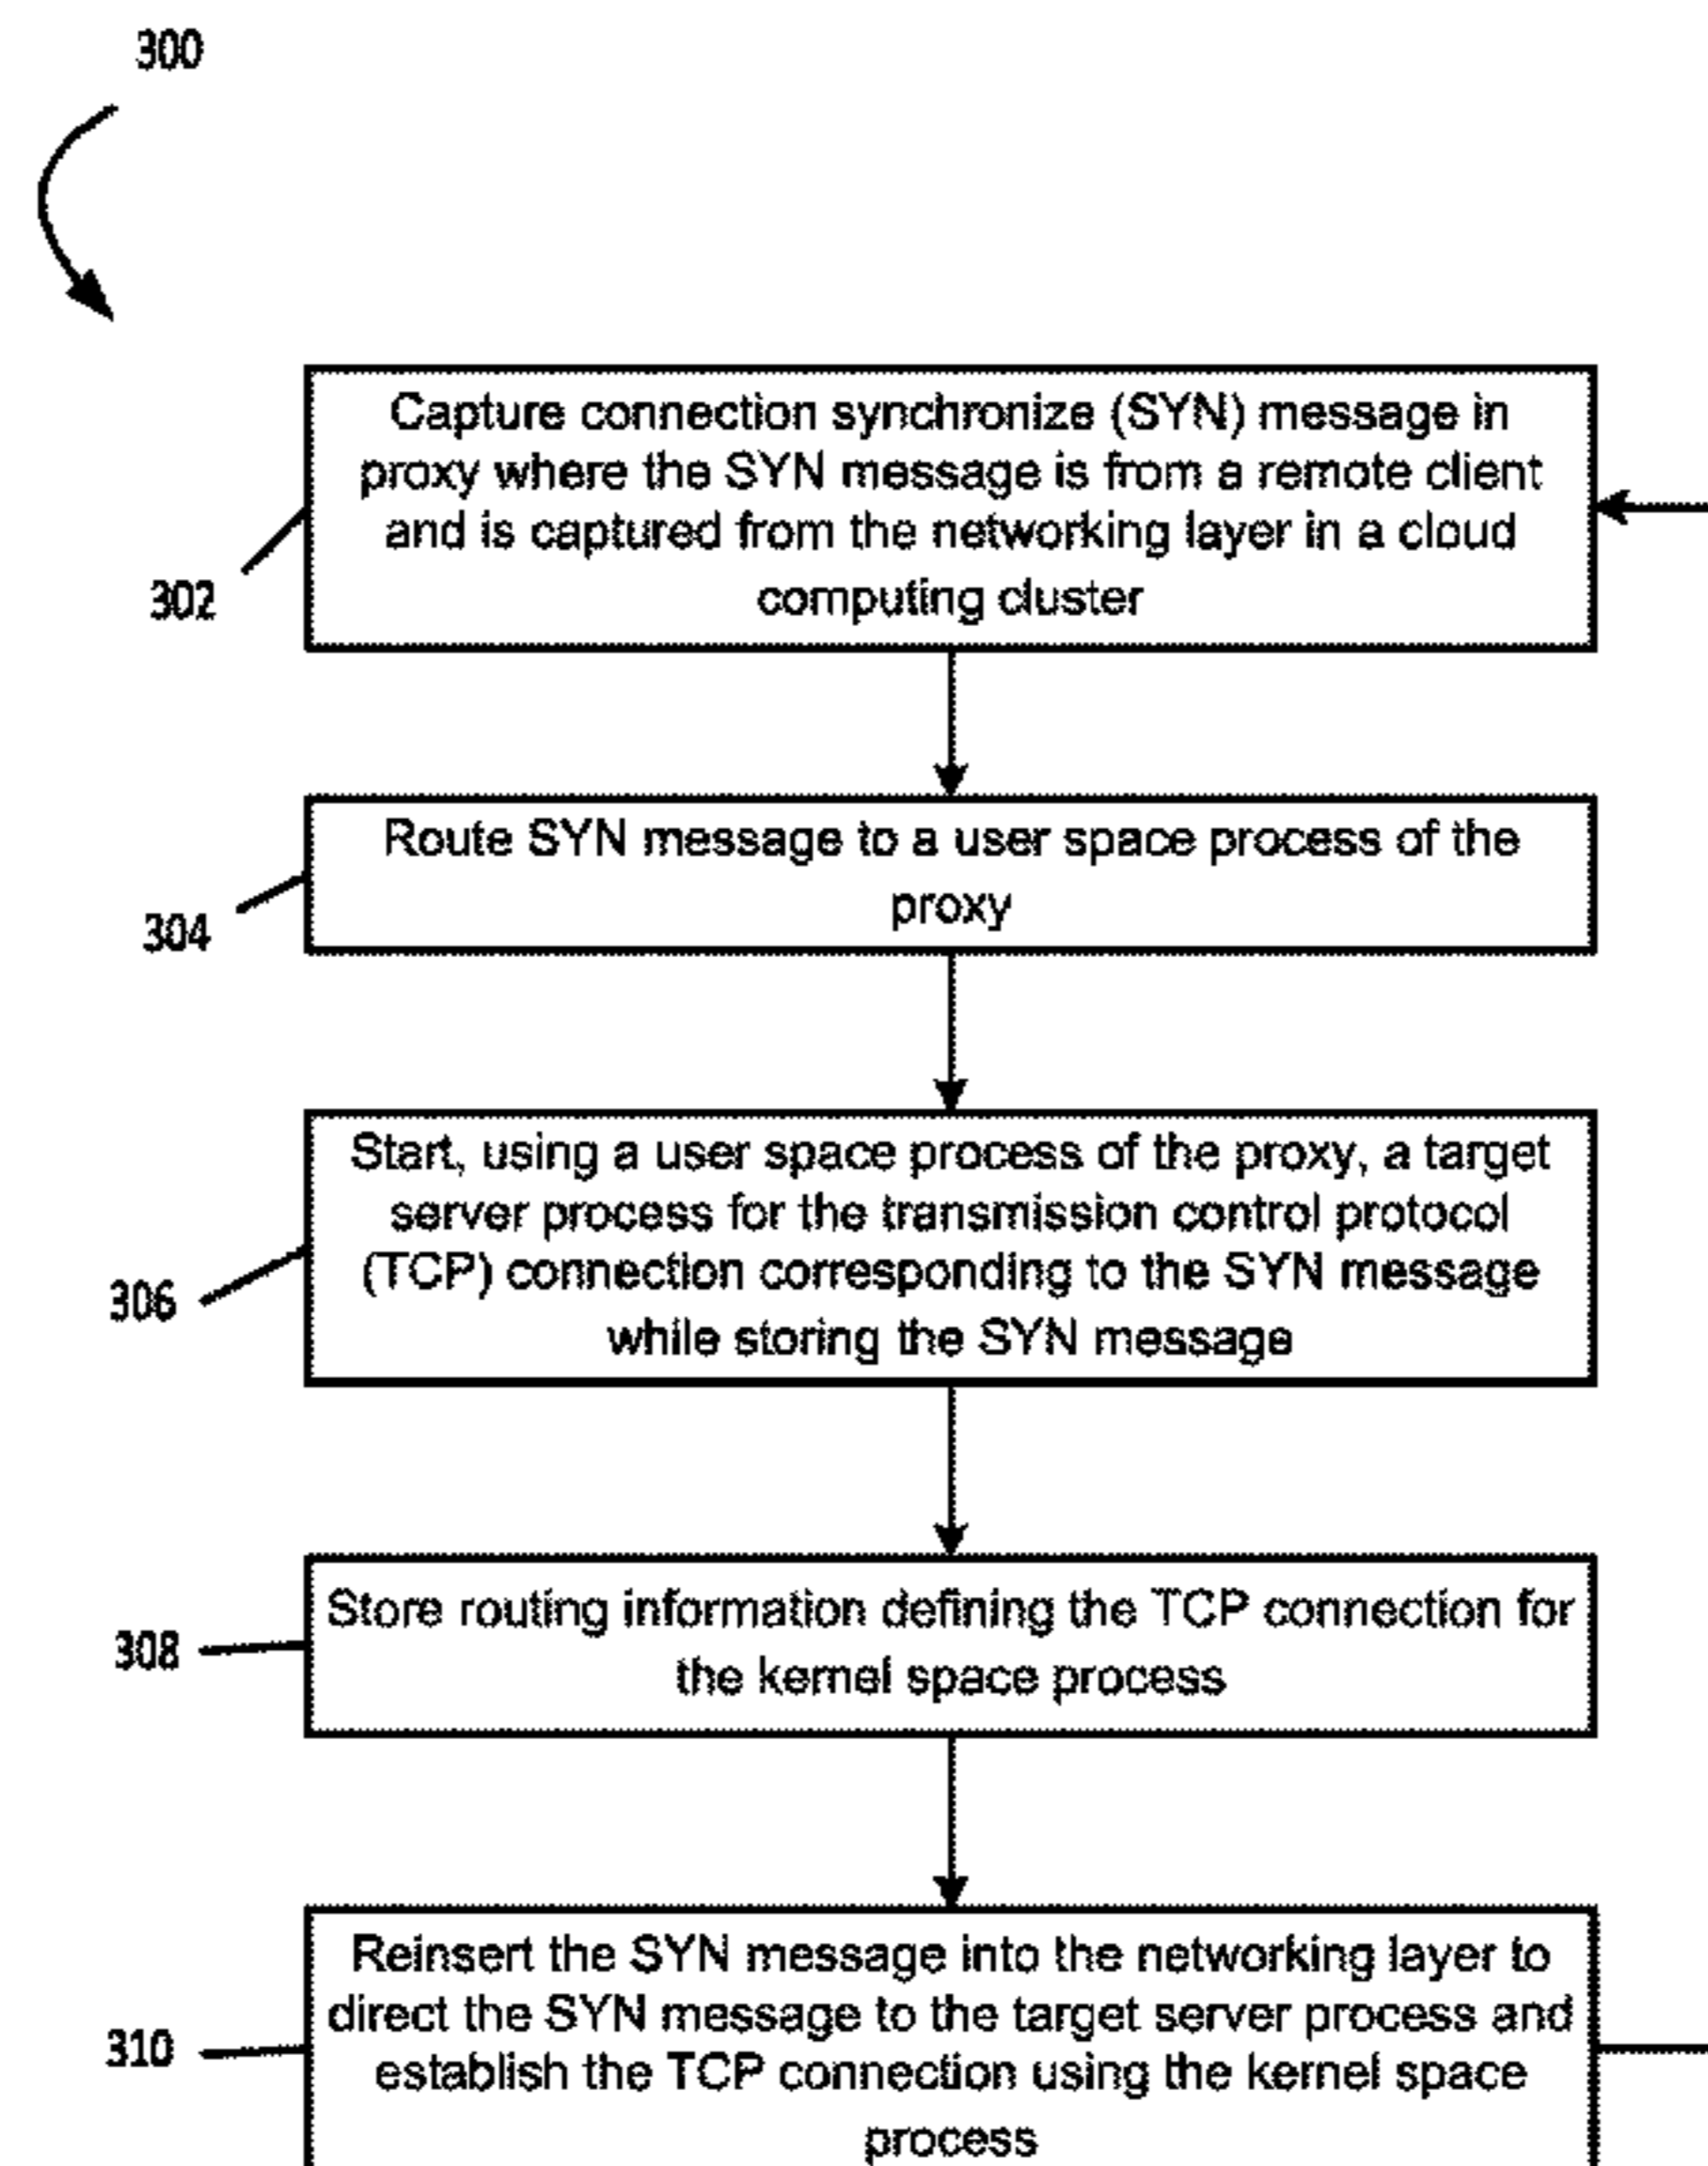 300
Capture connection synchronize (SYN) message in
proxy where the SYN message is from a remote client
and is captured from the networking layer in a cloud
computing cluster
302
Route SYN message to a user space process of the
proxy
304
Start, using a user space process of the proxy, a target
server process for the transmission control protocol
(TCP) connection corresponding to the SYN message
while storing the SYN message
306
Store routing information defining the TCP connection for
the kernel space process
308
Reinsert the SYN message into the networking layer to
direct the SYN message to the target server process and
establish the TCP connection using the kernel space
process
310